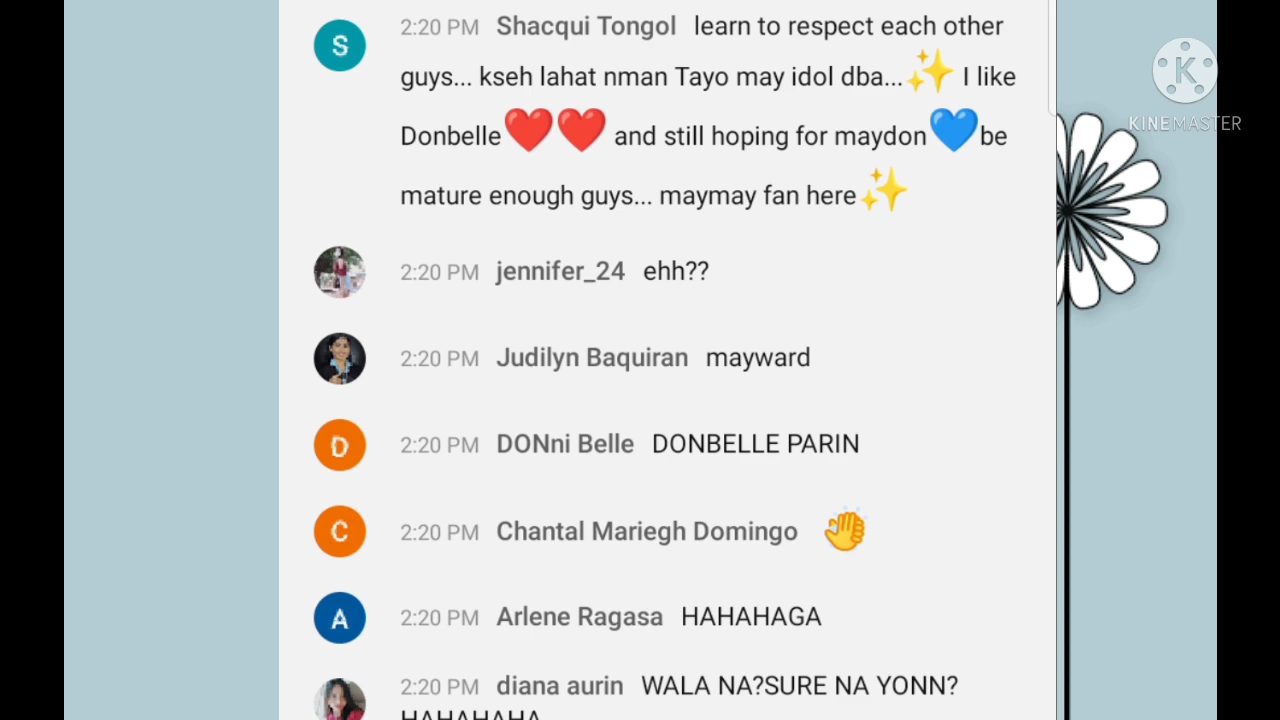 S 2:20 PM Shacqui Tongol learn to respect each other
guys... kseh lahat nman Tayo may idol dba...✨ I like
Donbelle❤️❤️ and still hoping for maydon💙be
mature enough guys... maymay fan here✨
K
KINEMASTER
2:20 PM jennifer_24 ehh??
2:20 PM Judilyn Baquiran mayward
D 2:20 PM DONni Belle DONBELLE PARIN
C 2:20 PM Chantal Mariegh Domingo 👏
A 2:20 PM Arlene Ragasa HAHAHAGA
2:20 PM diana aurin WALA NA?SURE NA YONN?
HAHAHAHA